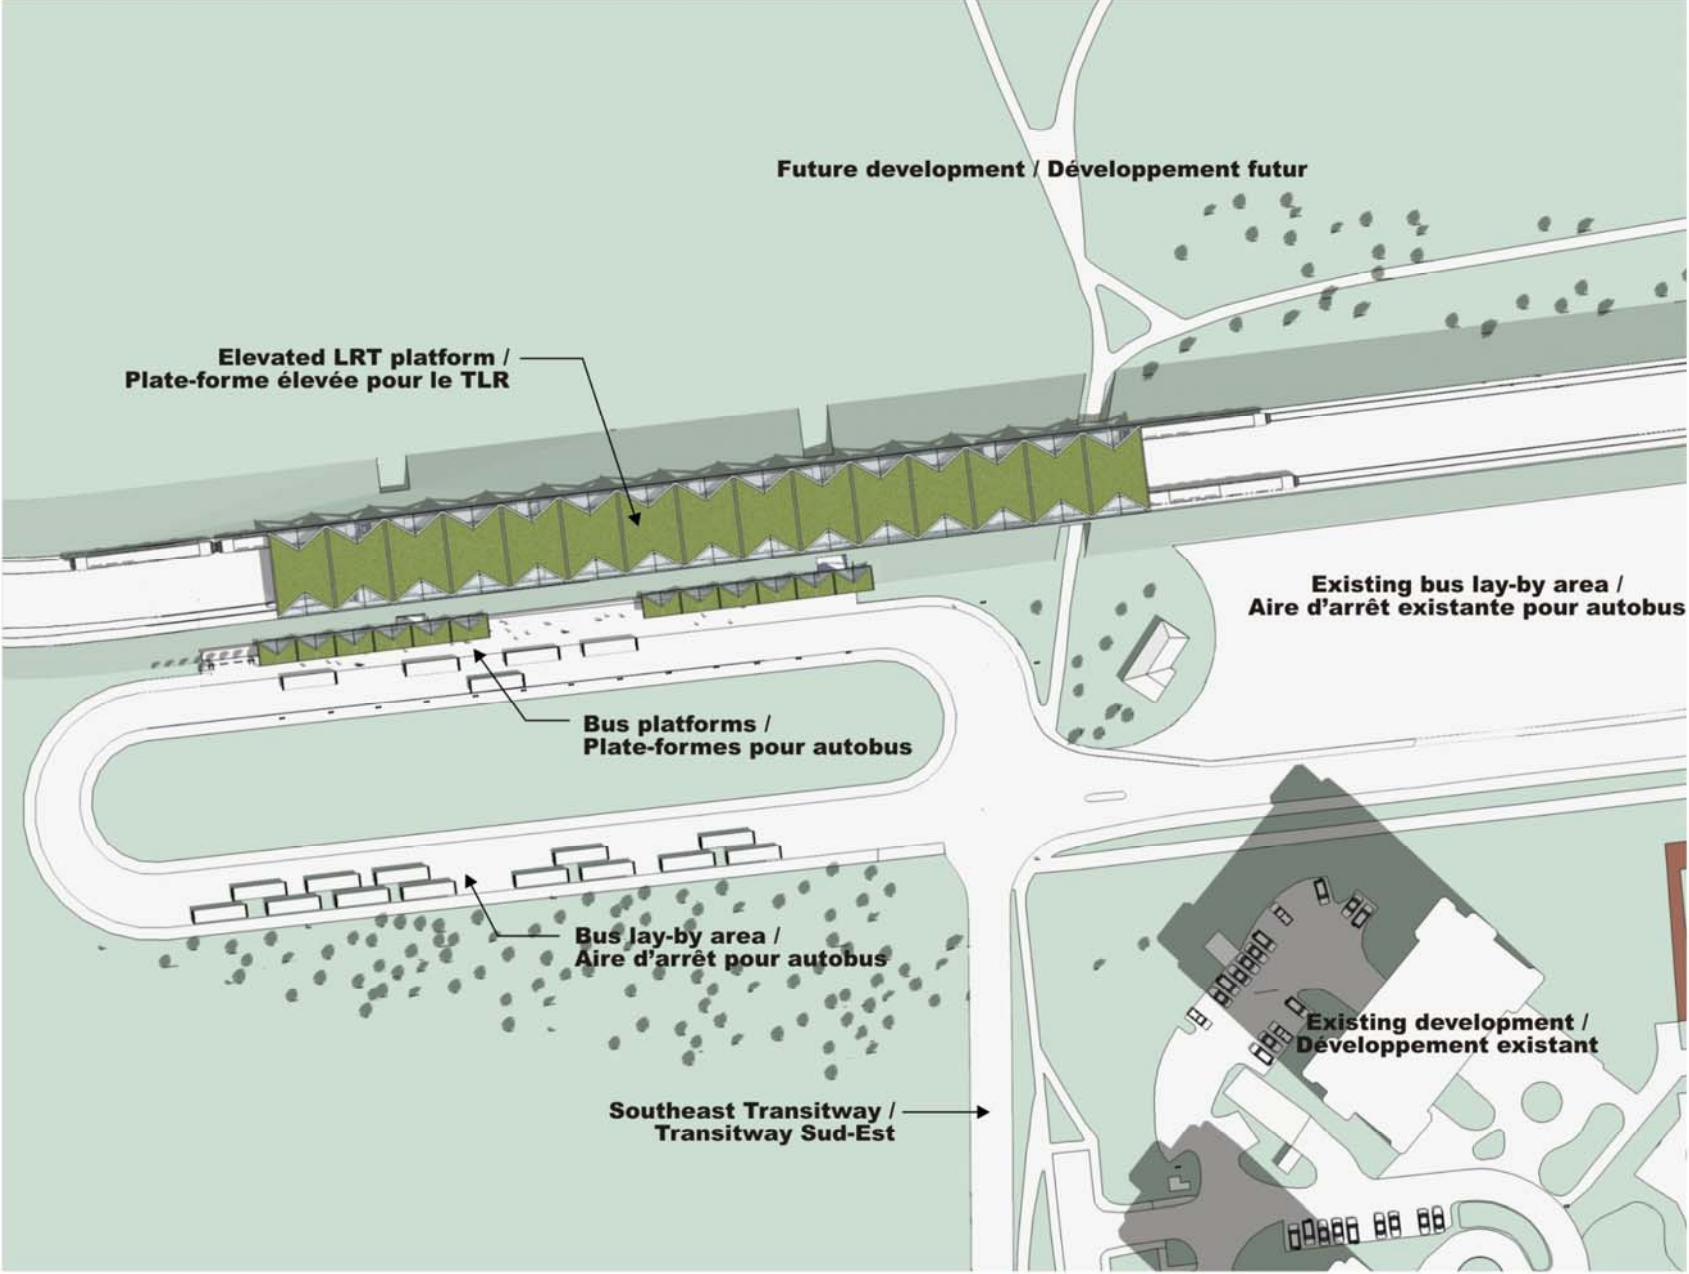 Future development / Développement futur
Elevated LRT platform /
Plate-forme élevée pour le TLR
Existing bus lay-by area /
Aire d'arrêt existante pour autobus
Bus platforms /
Plate-formes pour autobus
Bus lay-by area /
Aire d'arrêt pour autobus
Existing development /
Développement existant
Southeast Transitway /
Transitway Sud-Est